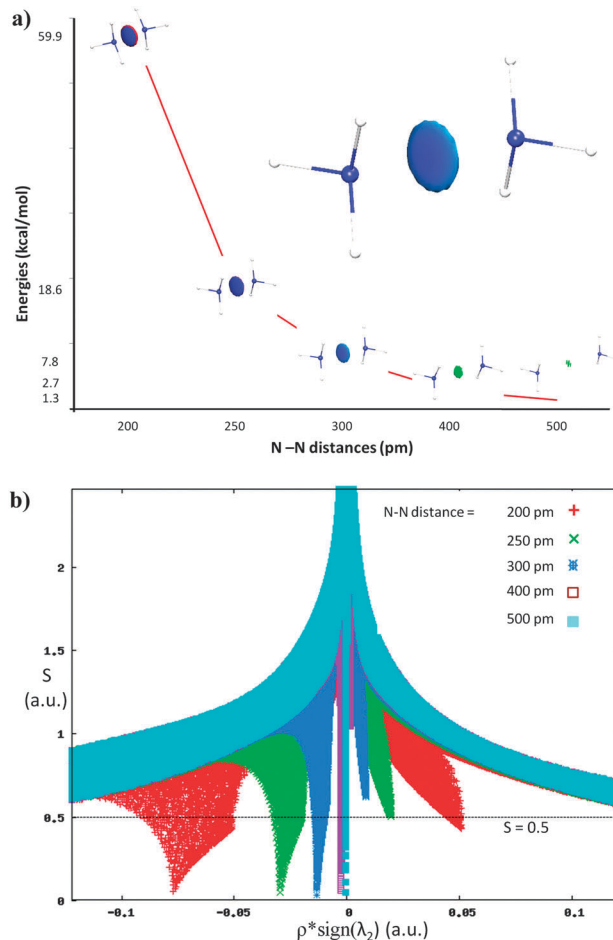 a)
59.9
18.6
7.8
2.7
1.3
Energies (kcal/mol)
200 250 300 400 500
N –N distances (pm)
b)
N-N distance = 200 pm
250 pm
300 pm
400 pm
500 pm
2
1.5
S
(a.u.)
1
0.5
S = 0.5
0
-0.1 -0.05 0 0.05 0.1
ρ*sign(λ2) (a.u.)